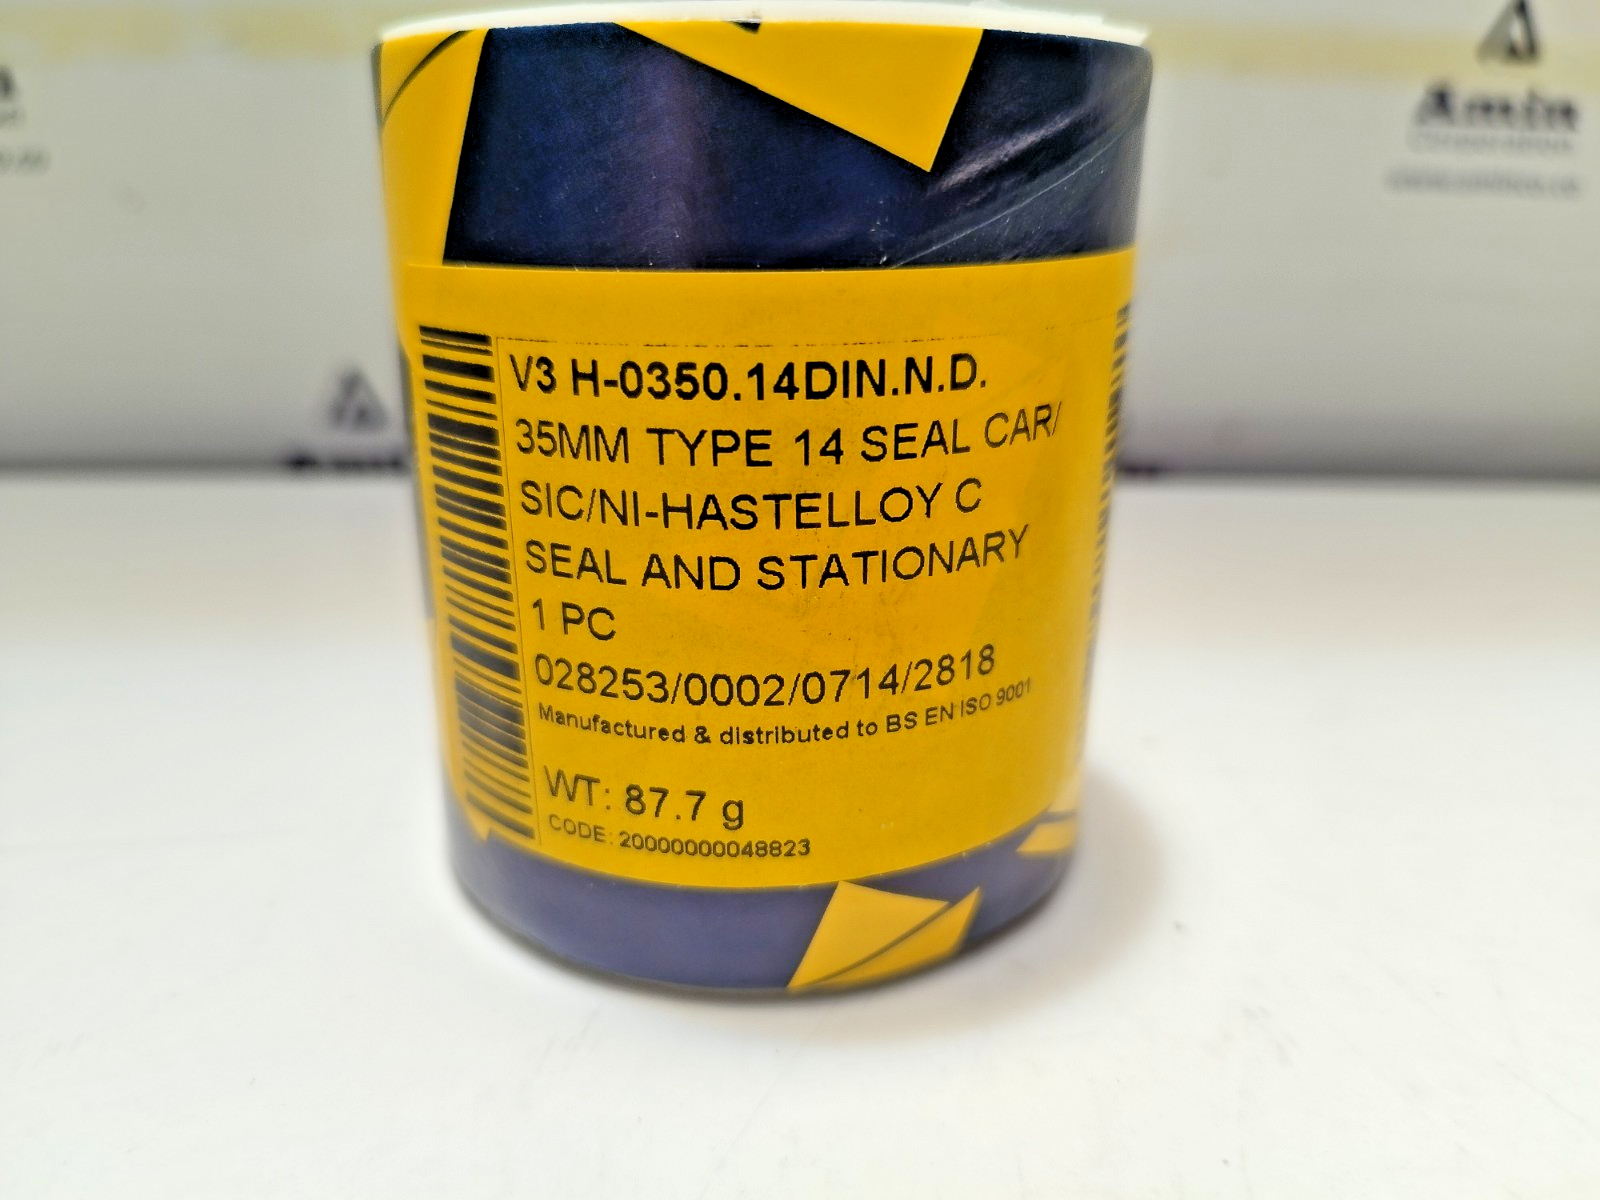 V3 H-0350.14DIN.N.D.
35MM TYPE 14 SEAL CAR/
SIC/NI-HASTELLOY C
SEAL AND STATIONARY
1 PC
028253/0002/0714/2818
Manufactured & distributed to BS EN ISO 9001
WT: 87.7 g
CODE: 20000000048823
Amin